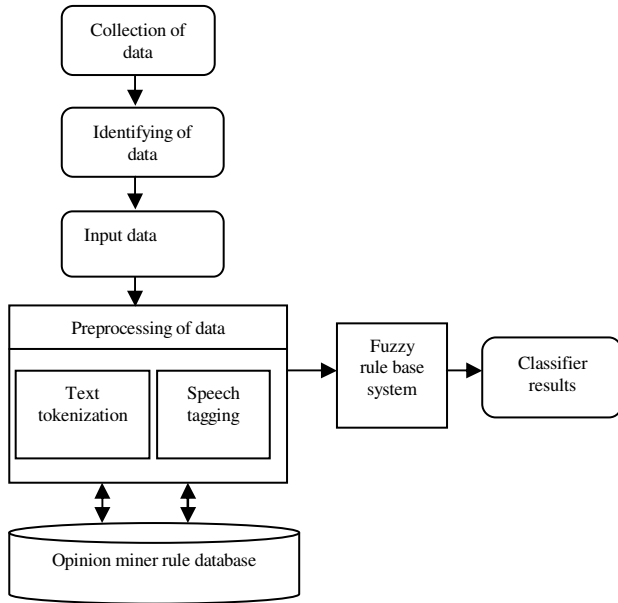 Collection of
data
Identifying of
data
Input data
Preprocessing of data
Text
tokenization
Speech
tagging
Fuzzy
rule base
system
Classifier
results
Opinion miner rule database